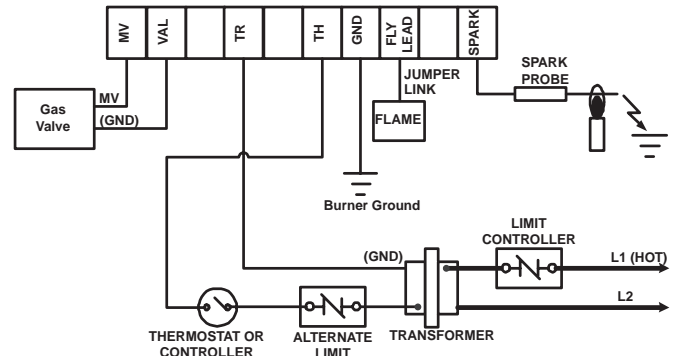 MV
VAL
TR
TH
GND
FLY
LEAD
SPARK
SPARK
PROBE
JUMPER
LINK
MV
(GND)
Gas
Valve
FLAME
Burner Ground
LIMIT
CONTROLLER
(GND)
L1 (HOT)
L2
THERMOSTAT OR
CONTROLLER
ALTERNATE
LIMIT
TRANSFORMER